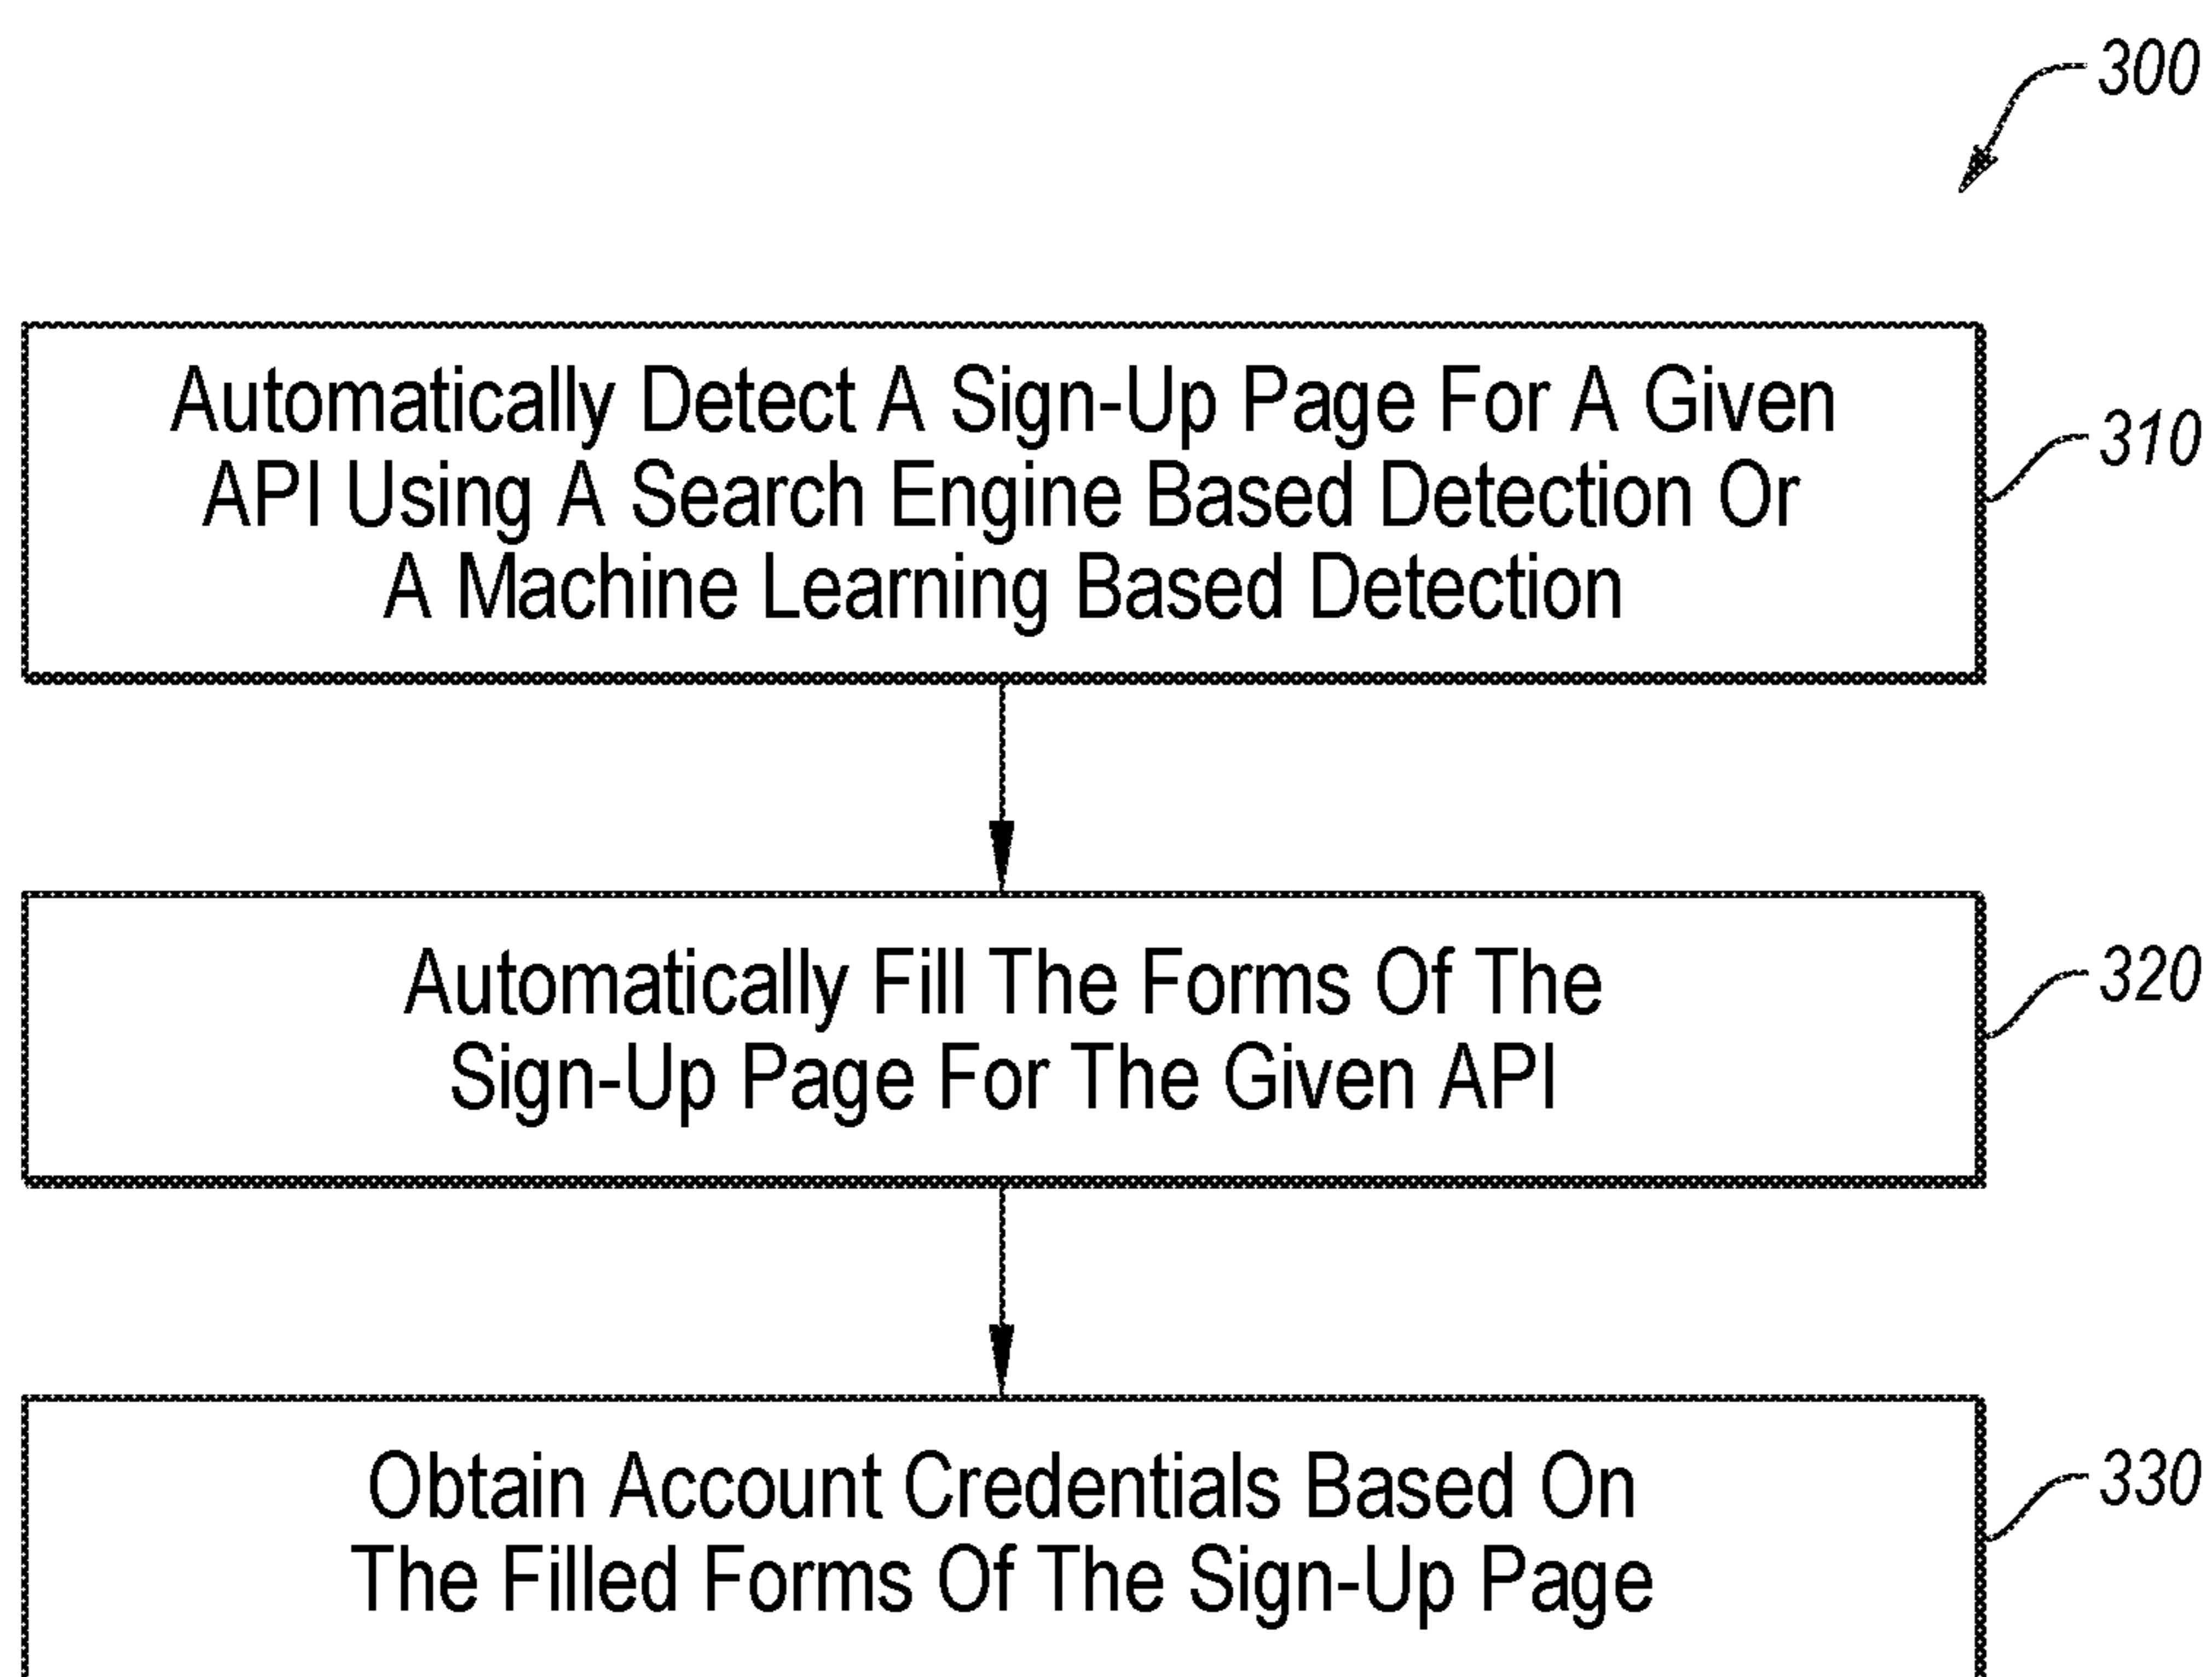 300
Automatically Detect A Sign-Up Page For A Given
API Using A Search Engine Based Detection Or
A Machine Learning Based Detection
310
Automatically Fill The Forms Of The
Sign-Up Page For The Given API
320
Obtain Account Credentials Based On
The Filled Forms Of The Sign-Up Page
330